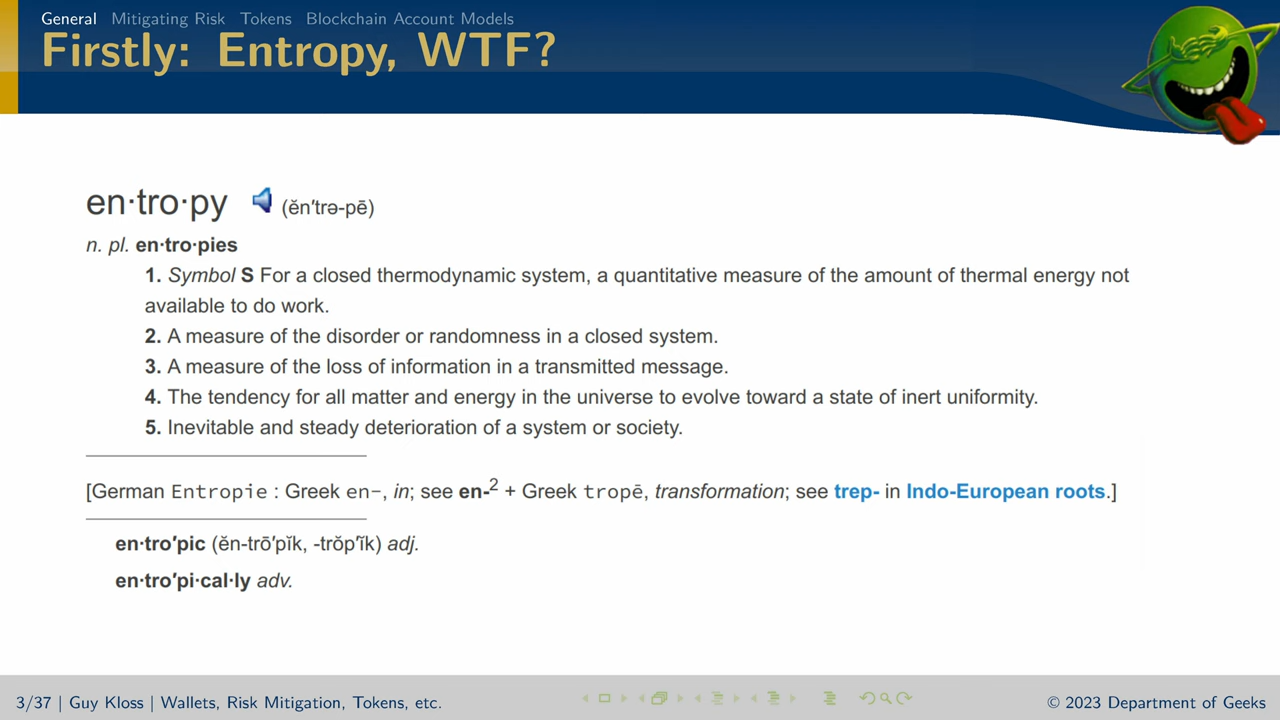 General Mitigating Risk Tokens Blockchain Account Models
Firstly: Entropy, WTF?
en·tro·py (ĕn′trə-pē)
n. pl. en·tro·pies
1. Symbol S For a closed thermodynamic system, a quantitative measure of the amount of thermal energy not
available to do work.
2. A measure of the disorder or randomness in a closed system.
3. A measure of the loss of information in a transmitted message.
4. The tendency for all matter and energy in the universe to evolve toward a state of inert uniformity.
5. Inevitable and steady deterioration of a system or society.
[German Entropie : Greek en-, in; see en-2 + Greek tropē, transformation; see trep- in Indo-European roots.]
en·tro′pic (ĕn-trō′pĭk, -trŏp′ĭk) adj.
en·tro′pi·cal·ly adv.
3/37 | Guy Kloss | Wallets, Risk Mitigation, Tokens, etc.
© 2023 Department of Geeks